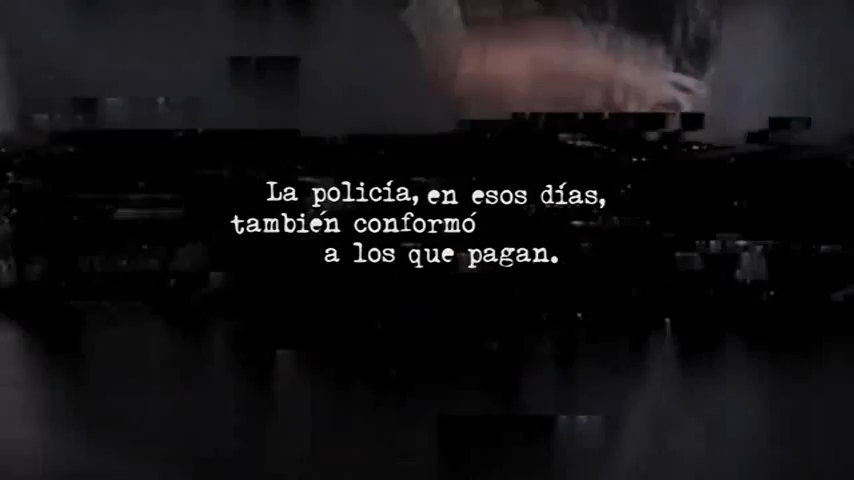 La policía, en esos días,
también conformó
a los que pagan.